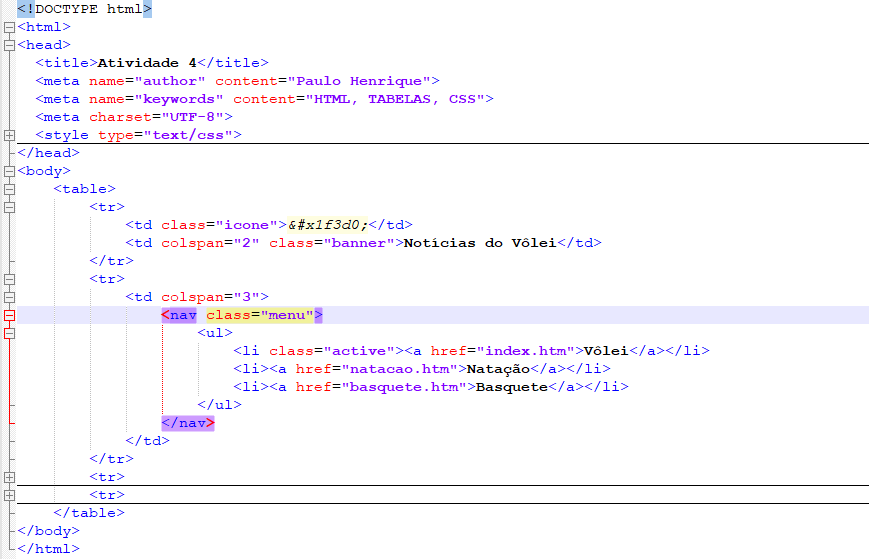 <!DOCTYPE html>
<html>
<head>
<title>Atividade 4</title>
<meta name="author" content="Paulo Henrique">
<meta name="keywords" content="HTML, TABELAS, CSS">
<meta charset="UTF-8">
<style type="text/css">
</head>
<body>
<table>
<tr>
<td class="icone">&#x1f3d0;</td>
<td colspan="2" class="banner">Notícias do Vôlei</td>
</tr>
<tr>
<td colspan="3">
<nav class="menu">
<ul>
<li class="active"><a href="index.htm">Vôlei</a></li>
<li><a href="natacao.htm">Natação</a></li>
<li><a href="basquete.htm">Basquete</a></li>
</ul>
</nav>
</td>
</tr>
<tr>
<tr>
</table>
</body>
</html>